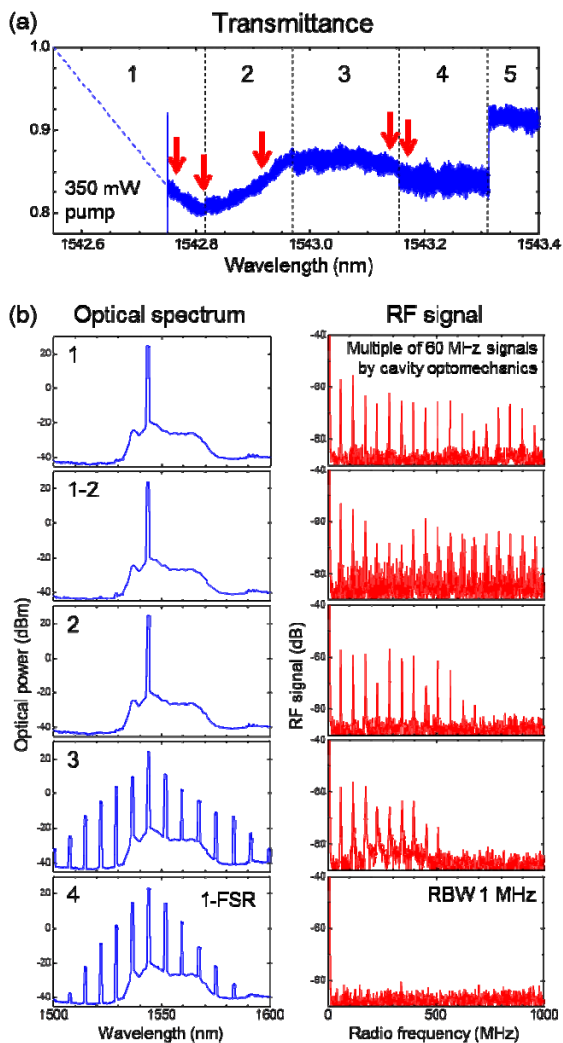 (a) Transmittance
1.0
0.9
0.8
1 2 3 4 5
350 mW
pump
1542.6 1542.8 1543.0 1543.2 1543.4
Wavelength (nm)
(b) Optical spectrum RF signal
Optical power (dBm)
RF signal (dB)
20
0
-20
-40
1
-40
-60
-80
Multiple of 60 MHz signals
by cavity optomechanics
20
0
-20
-40
1-2
-40
-60
-80
20
0
-20
-40
2
-40
-60
-80
20
0
-20
-40
3
-40
-60
-80
20
0
-20
-40
4
1-FSR
-40
-60
-80
RBW 1 MHz
1500 1550 1600
Wavelength (nm)
0 500 1000
Radio frequency (MHz)